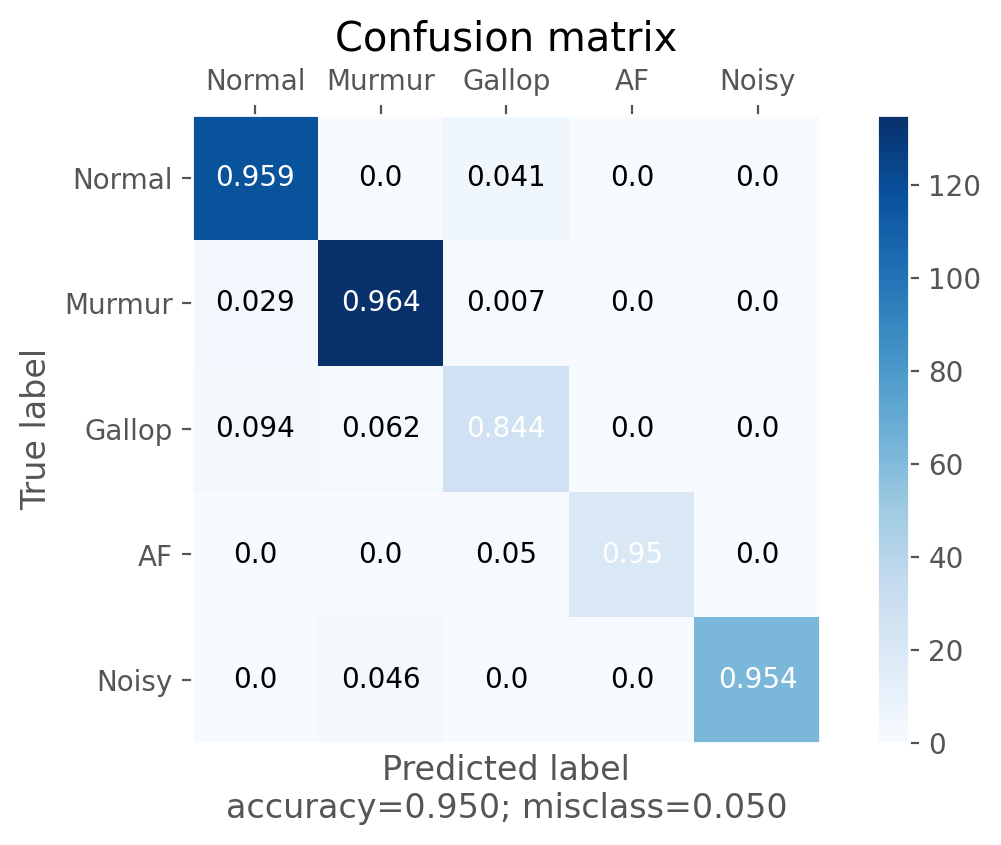 Confusion matrix
Normal Murmur Gallop AF Noisy
Normal 0.959 0.0 0.041 0.0 0.0
Murmur 0.029 0.964 0.007 0.0 0.0
Gallop 0.094 0.062 0.844 0.0 0.0
AF 0.0 0.0 0.05 0.95 0.0
Noisy 0.0 0.046 0.0 0.0 0.954
True label
Predicted label
accuracy=0.950; misclass=0.050
120
100
80
60
40
20
0